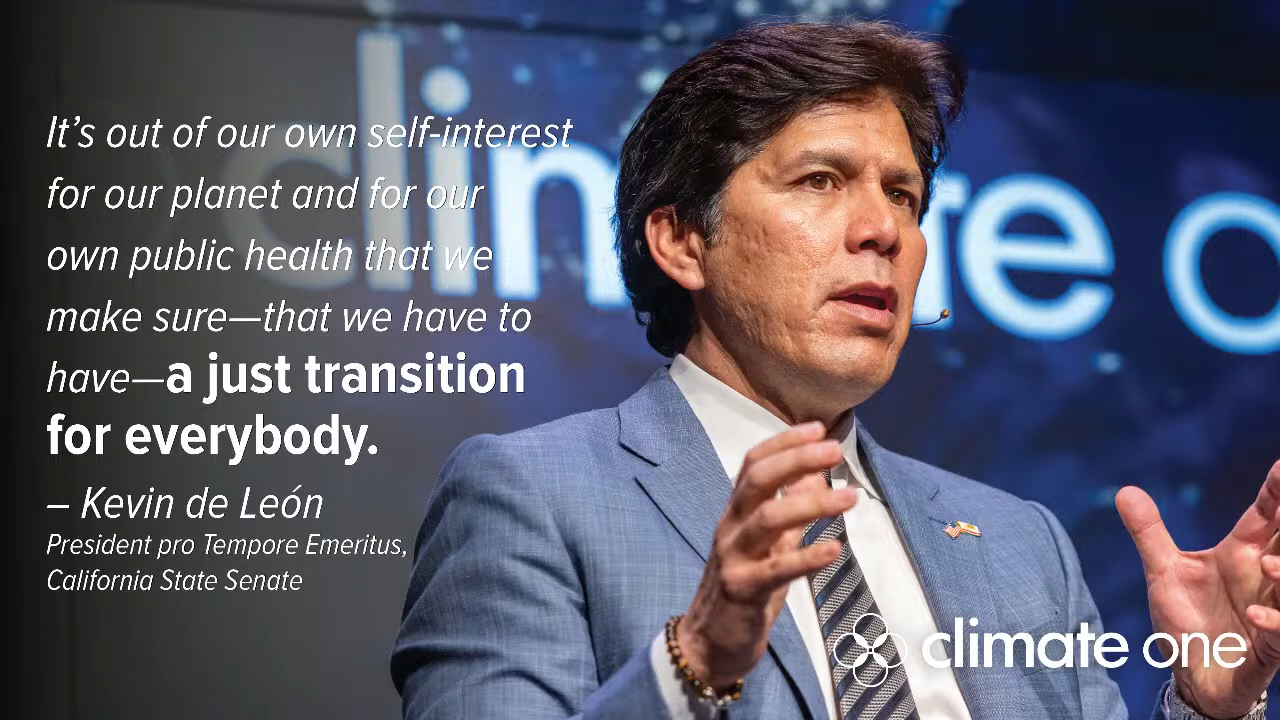 It’s out of our own self-interest
for our planet and for our
own public health that we
make sure—that we have to
have—a just transition
for everybody.
– Kevin de León
President pro Tempore Emeritus,
California State Senate
climate one